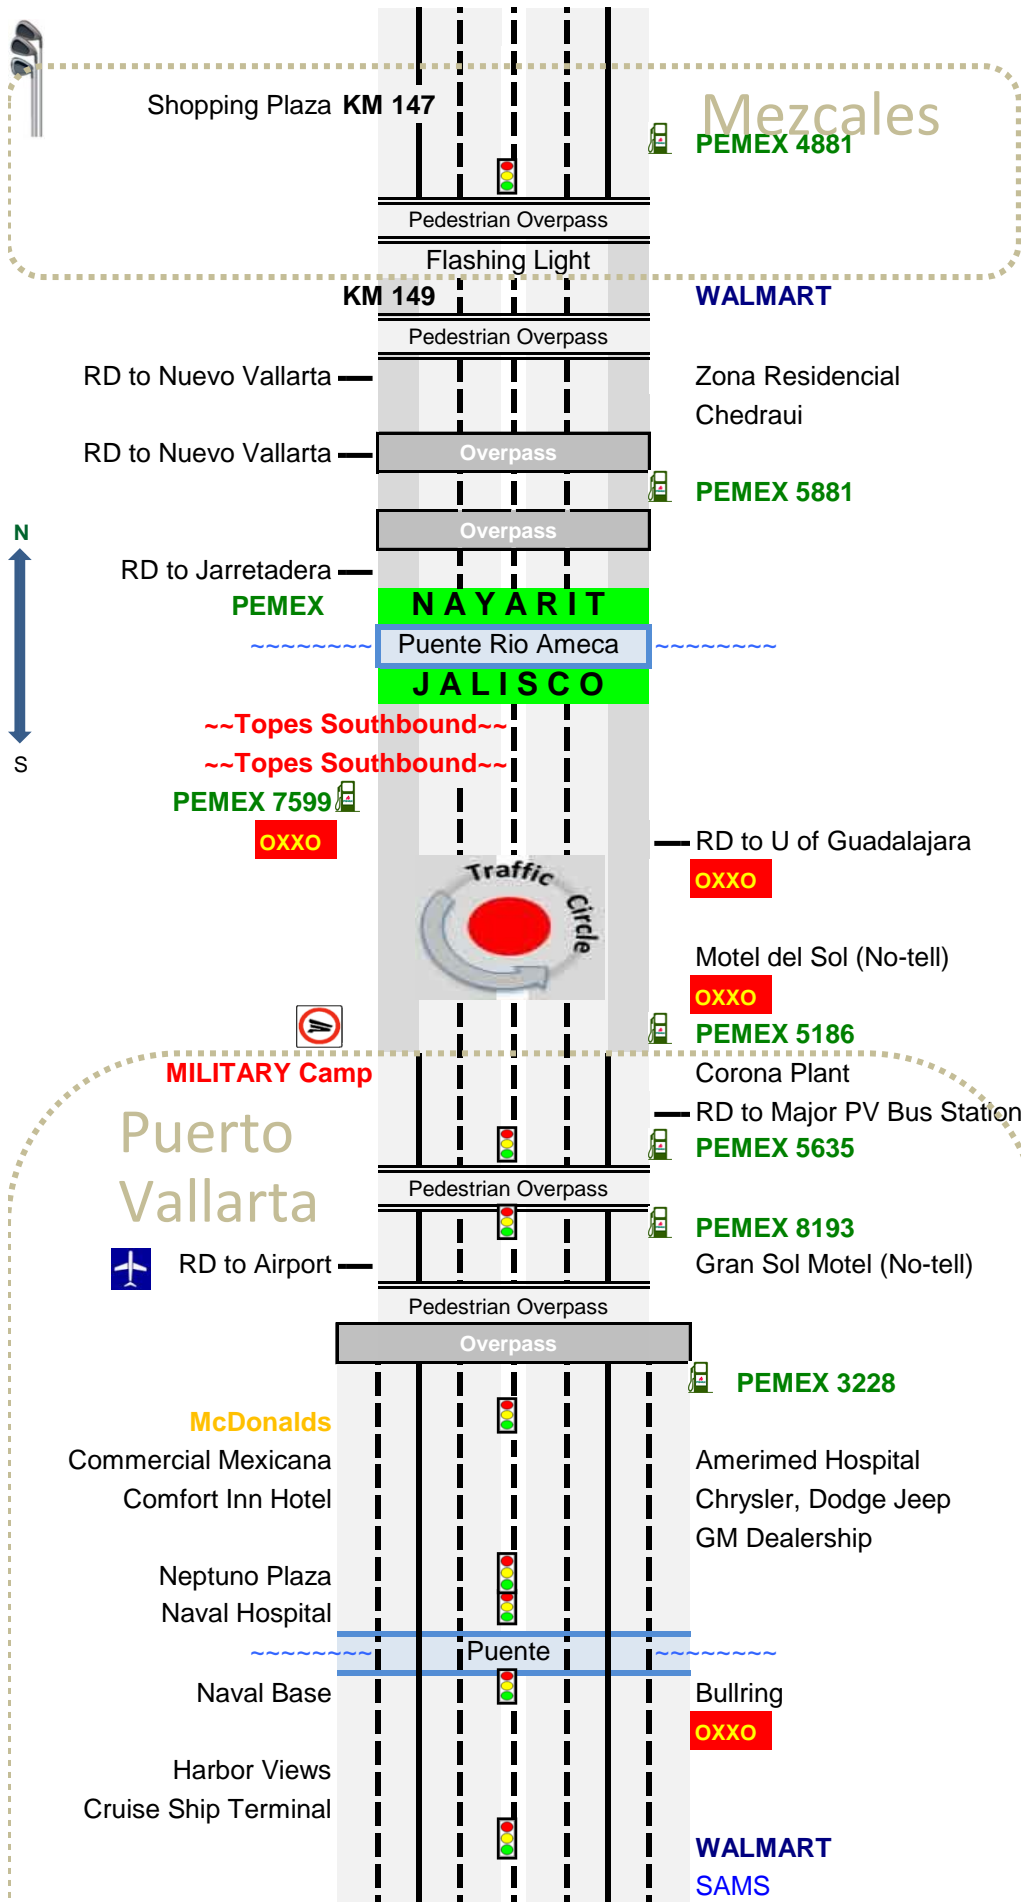 Mezcales
Shopping Plaza KM 147
PEMEX 4881
Pedestrian Overpass
Flashing Light
KM 149
WALMART
Pedestrian Overpass
RD to Nuevo Vallarta
Zona Residencial
Chedraui
RD to Nuevo Vallarta
Overpass
PEMEX 5881
N
Overpass
RD to Jarretadera
PEMEX
NAYARIT
~~~~~~~~ Puente Rio Ameca ~~~~~~~~
JALISCO
~~Topes Southbound~~
S
~~Topes Southbound~~
PEMEX 7599
OXXO
RD to U of Guadalajara
OXXO
Traffic Circle
Motel del Sol (No-tell)
OXXO
PEMEX 5186
MILITARY Camp
Corona Plant
RD to Major PV Bus Station
Puerto
Vallarta
PEMEX 5635
Pedestrian Overpass
PEMEX 8193
RD to Airport
Gran Sol Motel (No-tell)
Pedestrian Overpass
Overpass
PEMEX 3228
McDonalds
Commercial Mexicana
Amerimed Hospital
Comfort Inn Hotel
Chrysler, Dodge Jeep
GM Dealership
Neptuno Plaza
Naval Hospital
~~~~~~~~ Puente ~~~~~~~~
Naval Base
Bullring
OXXO
Harbor Views
Cruise Ship Terminal
WALMART
SAMS